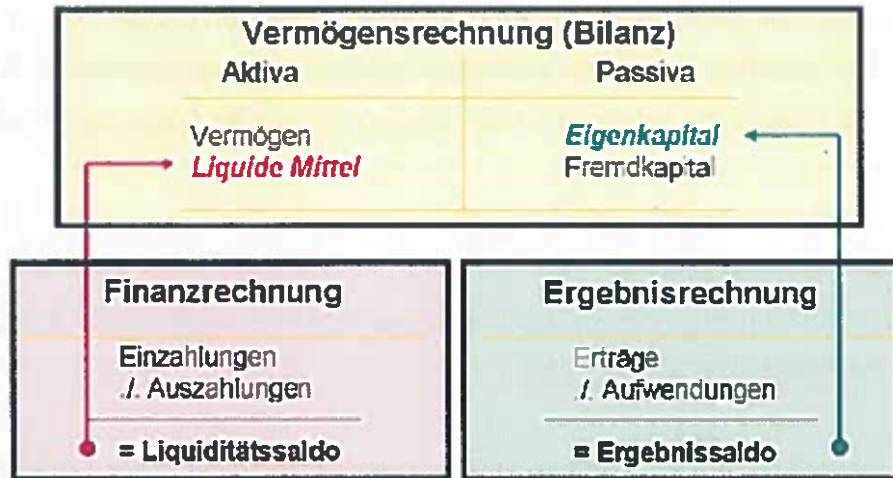 Vermögensrechnung (Bilanz)
Aktiva Passiva
Vermögen Eigenkapital
Liquide Mittel Fremdkapital
Finanzrechnung
Einzahlungen
./. Auszahlungen
= Liquiditätssaldo
Ergebnisrechnung
Erträge
./. Aufwendungen
= Ergebnissaldo